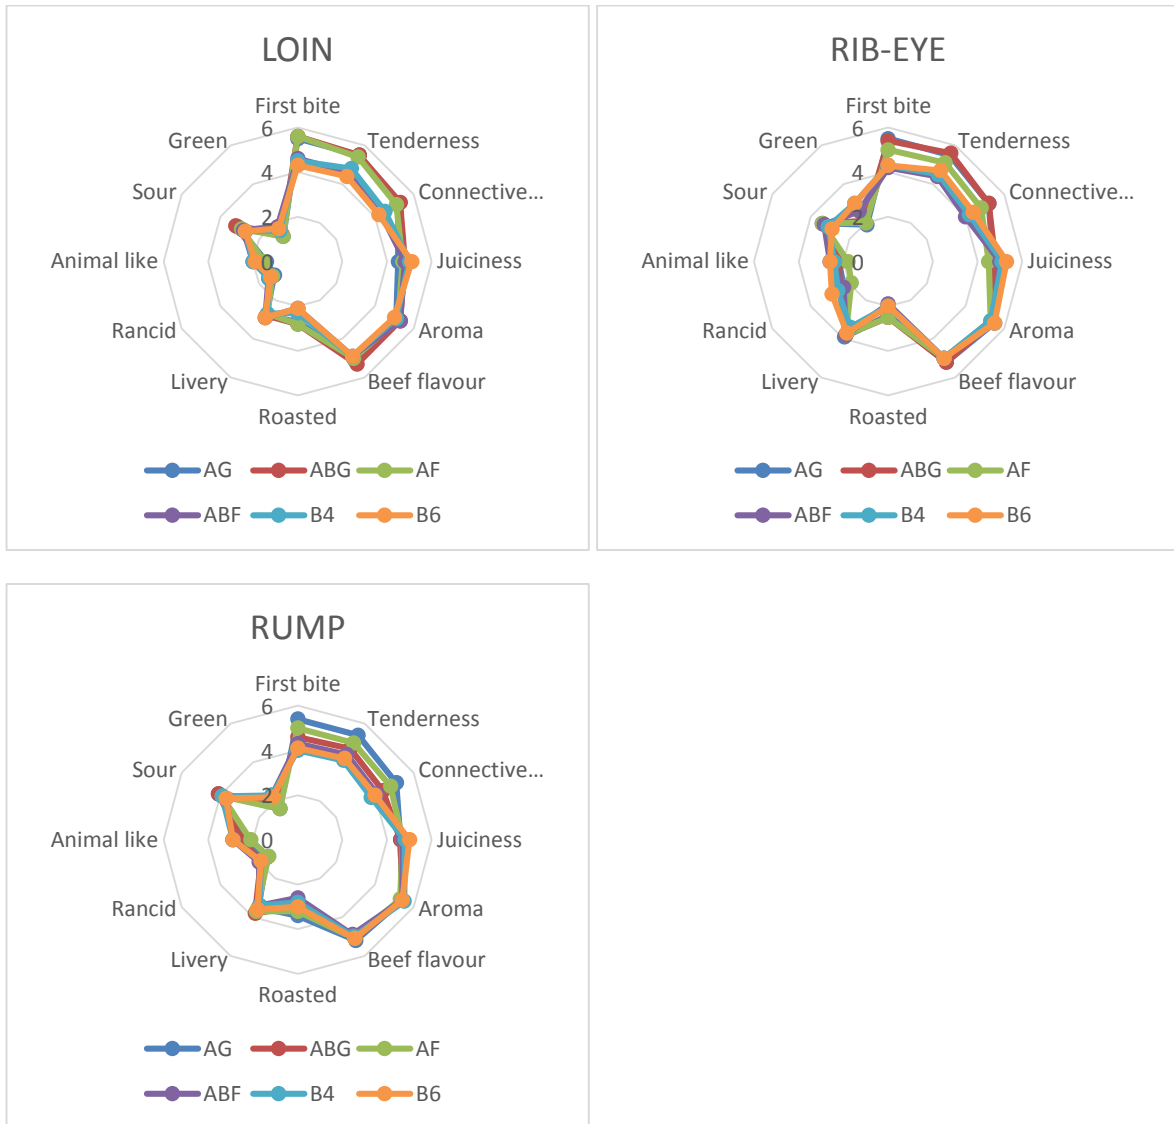 LOIN
First bite
Green
Tenderness
Sour
Connective...
Animal like
Juiciness
Rancid
Aroma
Livery
Beef flavour
Roasted
6
4
2
0
AG ABG AF
ABF B4 B6
RIB-EYE
First bite
Green
Tenderness
Sour
Connective...
Animal like
Juiciness
Rancid
Aroma
Livery
Beef flavour
Roasted
6
4
2
0
AG ABG AF
ABF B4 B6
RUMP
First bite
Green
Tenderness
Sour
Connective...
Animal like
Juiciness
Rancid
Aroma
Livery
Beef flavour
Roasted
6
4
2
0
AG ABG AF
ABF B4 B6